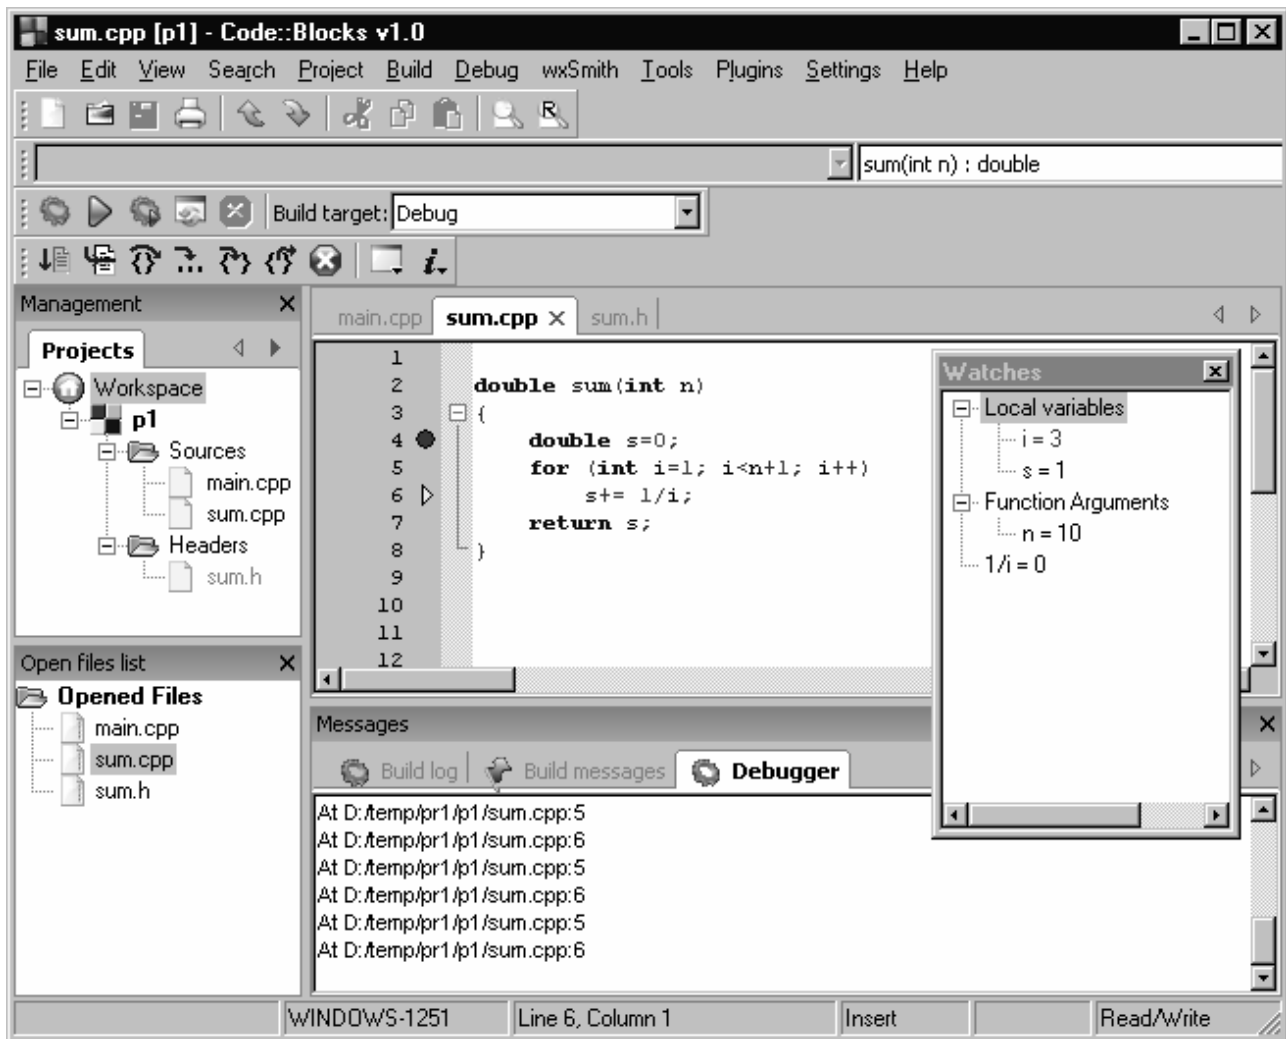 sum.cpp [p1] - Code::Blocks v1.0
File Edit View Search Project Build Debug wxSmith Tools Plugins Settings Help
sum(int n) : double
Build target: Debug
Management
Projects
Workspace
p1
Sources
main.cpp
sum.cpp
Headers
sum.h
Open files list
Opened Files
main.cpp
sum.cpp
sum.h
main.cpp sum.cpp sum.h
1
2 double sum(int n)
3 {
4 double s=0;
5 for (int i=1; i<n+1; i++)
6 s+= 1/i;
7 return s;
8 }
9
10
11
12
Watches
Local variables
i = 3
s = 1
Function Arguments
n = 10
1/i = 0
Messages
Build log Build messages Debugger
At D:/temp/pr1/p1/sum.cpp:5
At D:/temp/pr1/p1/sum.cpp:6
At D:/temp/pr1/p1/sum.cpp:5
At D:/temp/pr1/p1/sum.cpp:6
At D:/temp/pr1/p1/sum.cpp:5
At D:/temp/pr1/p1/sum.cpp:6
WINDOWS-1251 Line 6, Column 1 Insert Read/Write